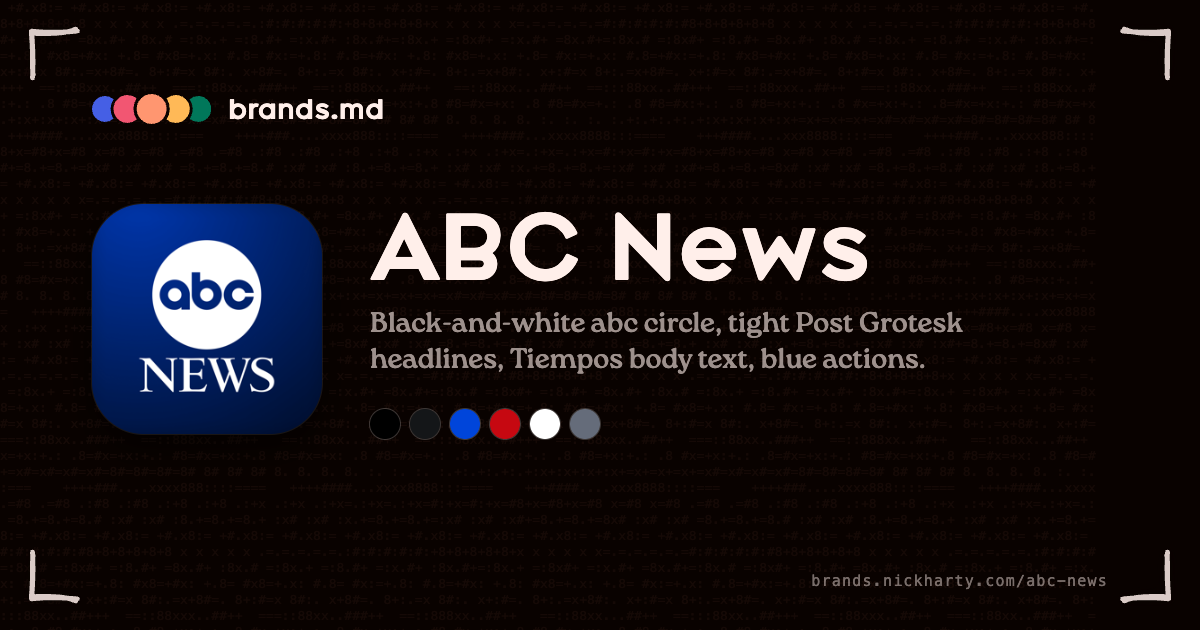 brands.md
abc
NEWS
ABC News
Black-and-white abc circle, tight Post Grotesk
headlines, Tiempos body text, blue actions.
brands.nickharty.com/abc-news